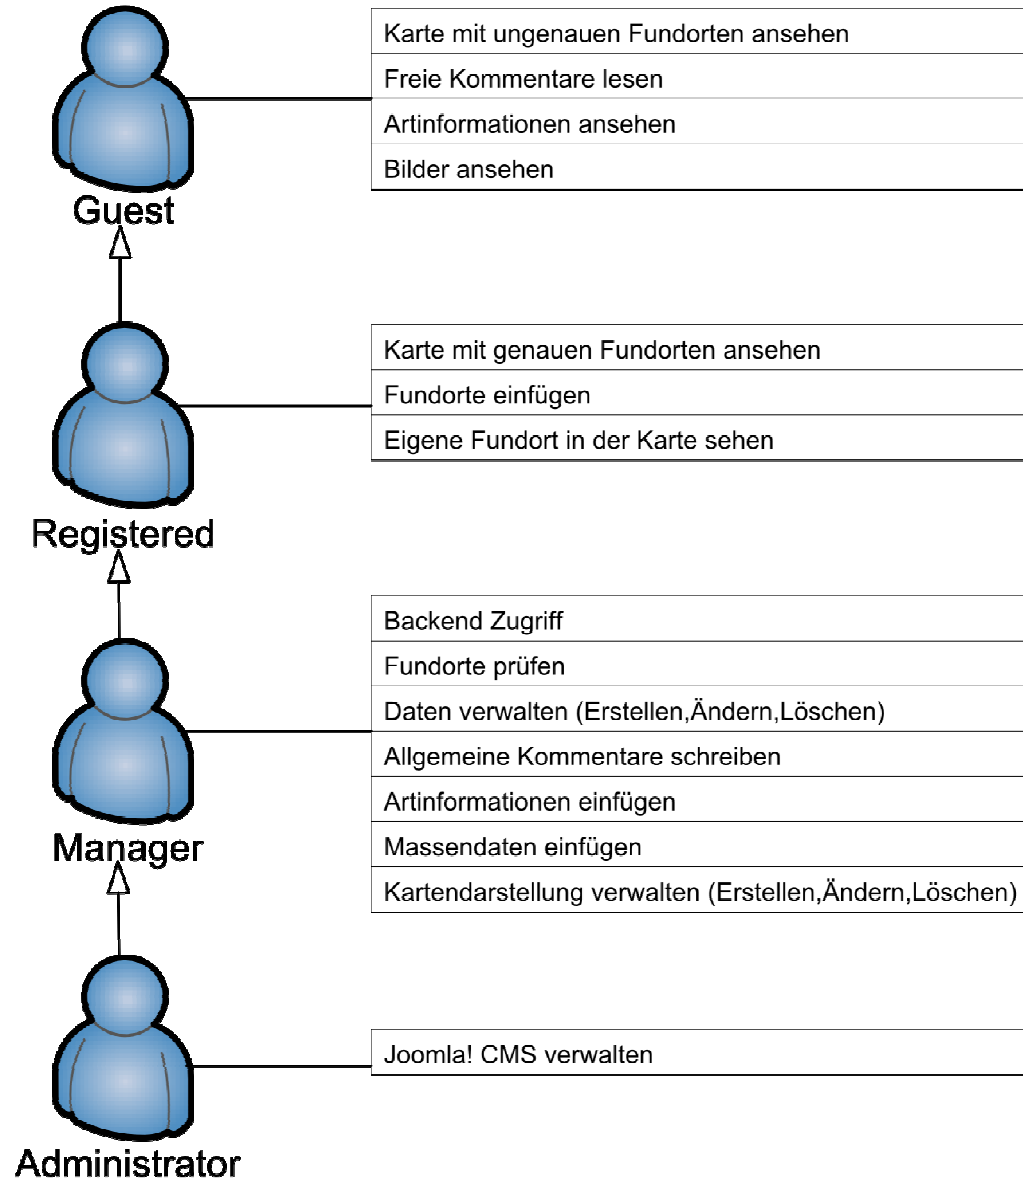 Karte mit ungenauen Fundorten ansehen
Freie Kommentare lesen
Artinformationen ansehen
Bilder ansehen
Guest
Karte mit genauen Fundorten ansehen
Fundorte einfügen
Eigene Fundort in der Karte sehen
Registered
Backend Zugriff
Fundorte prüfen
Daten verwalten (Erstellen,Ändern,Löschen)
Allgemeine Kommentare schreiben
Artinformationen einfügen
Massendaten einfügen
Kartendarstellung verwalten (Erstellen,Ändern,Löschen)
Manager
Joomla! CMS verwalten
Administrator